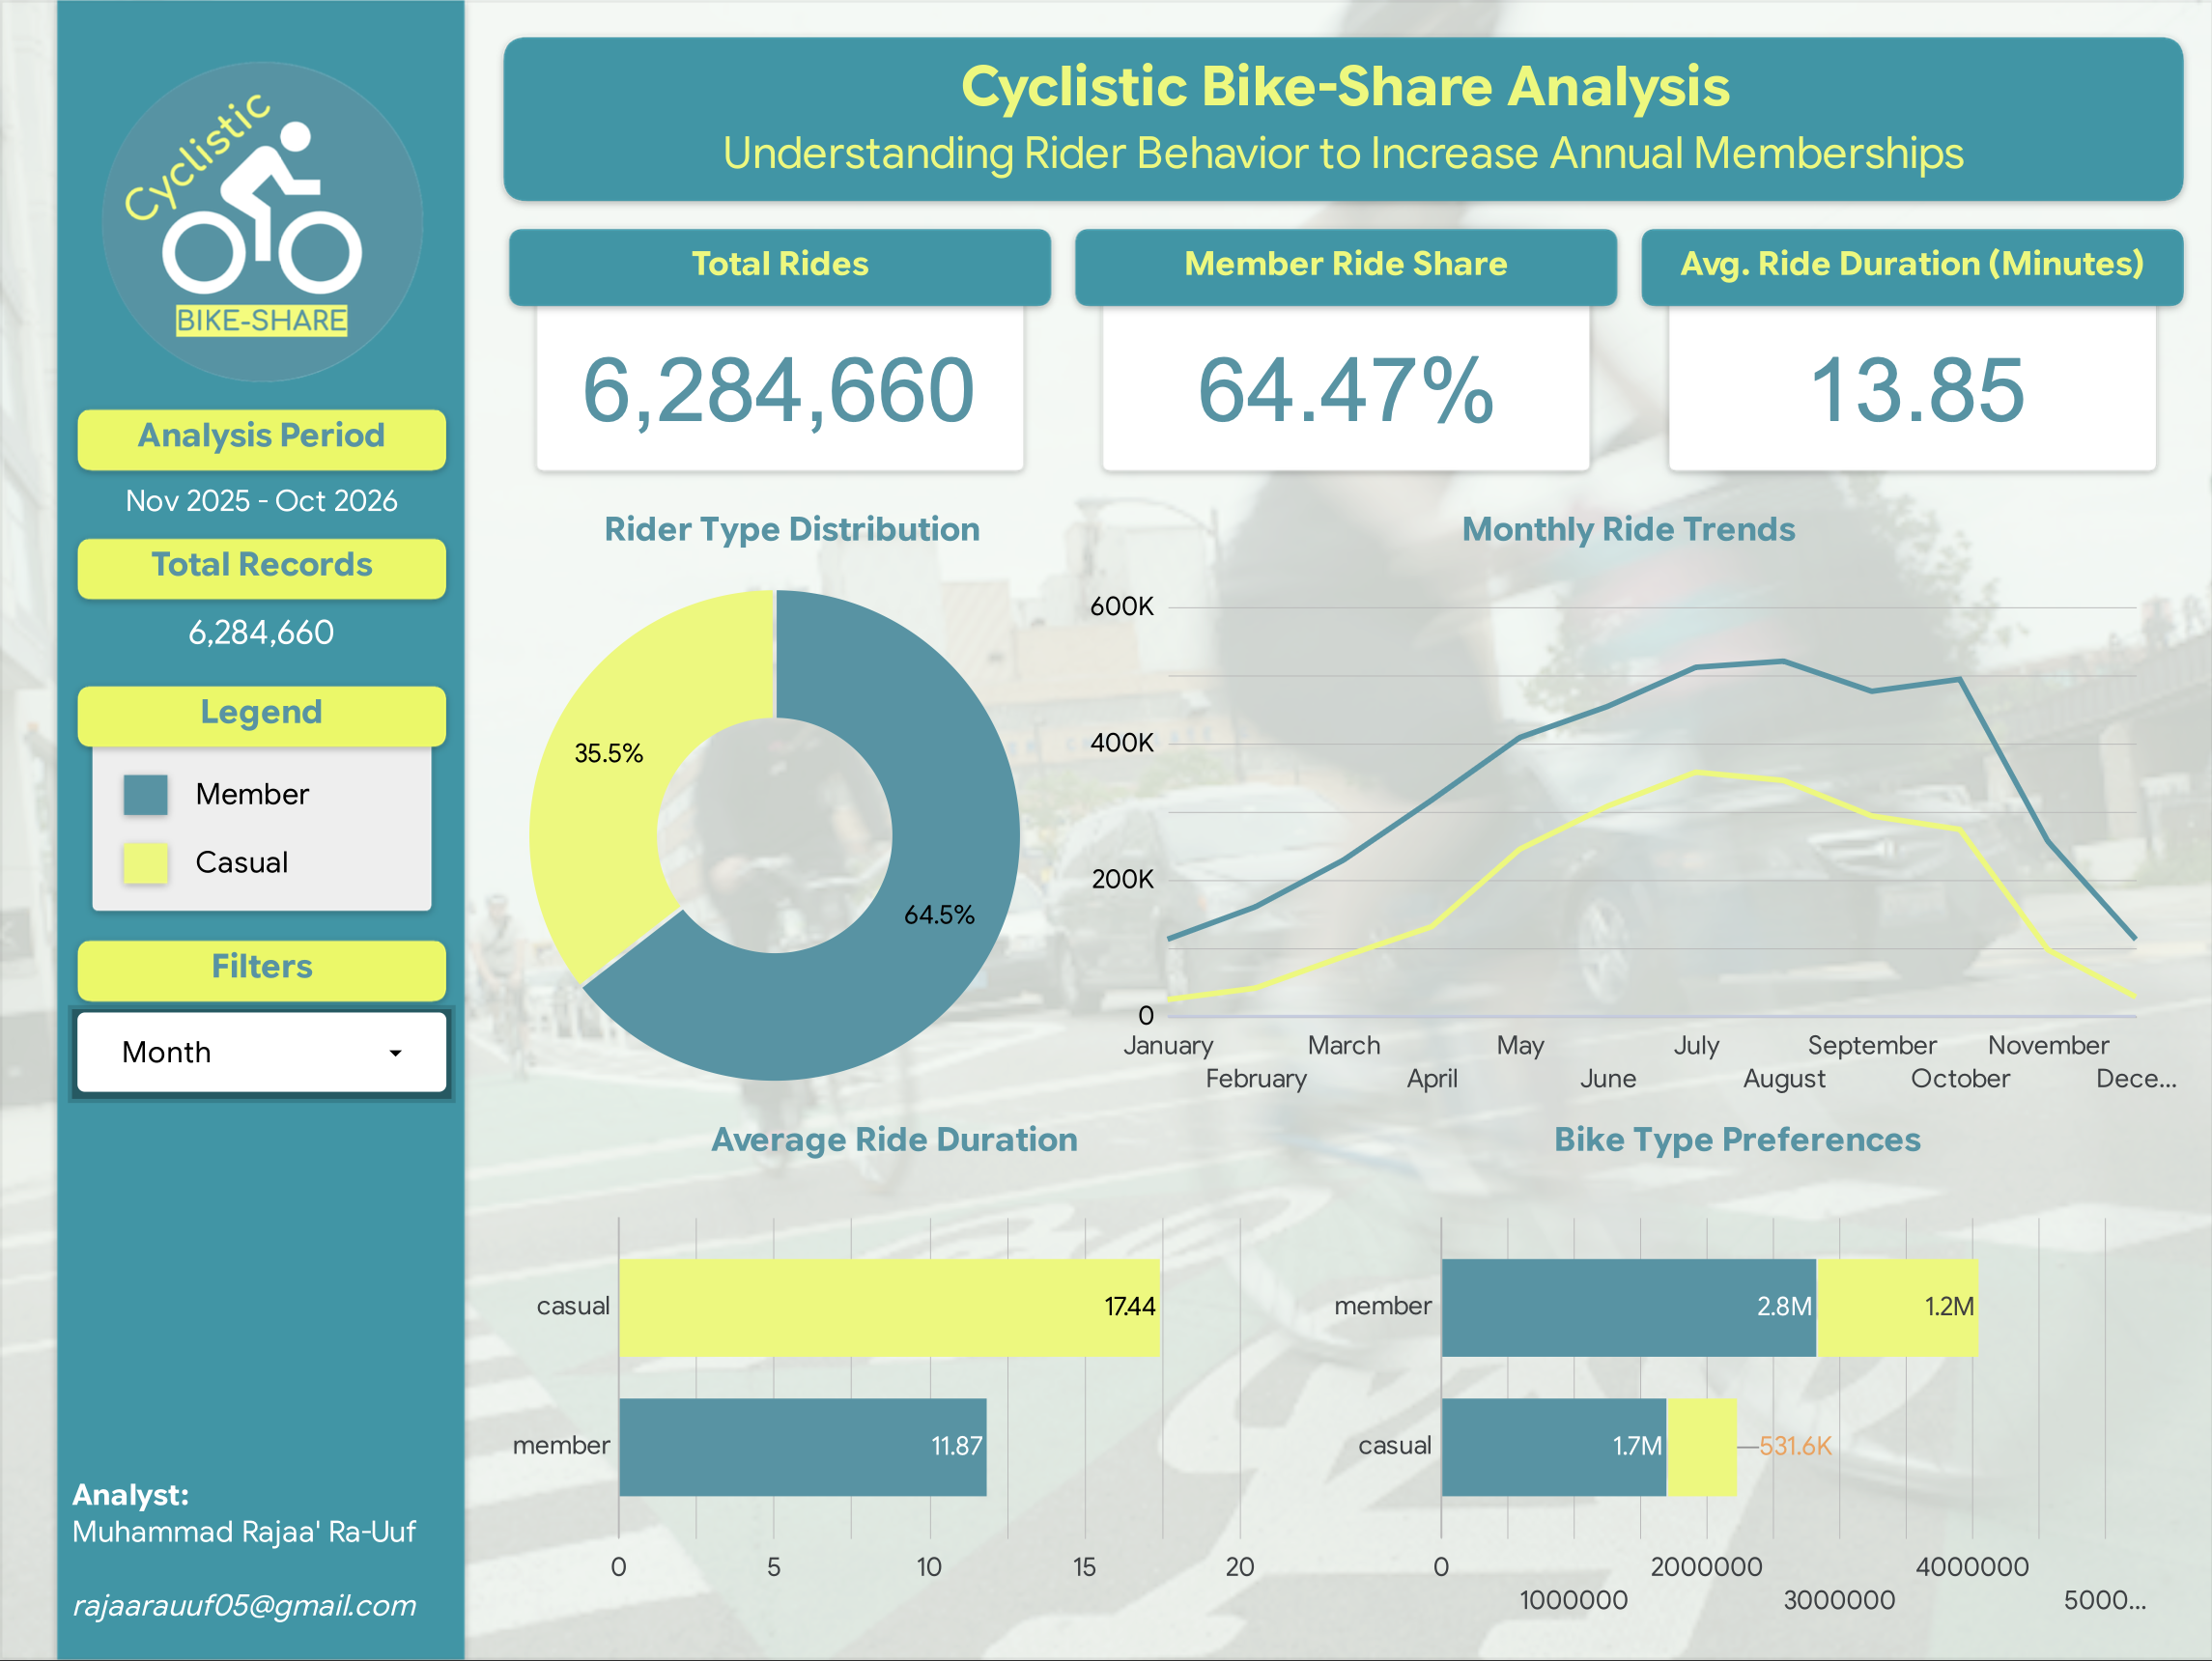 Cyclistic
BIKE-SHARE
Analysis Period
Nov 2025 - Oct 2026
Total Records
6,284,660
Legend
Member
Casual
Filters
Month
Analyst:
Muhammad Rajaa' Ra-Uuf
rajaarauuf05@gmail.com
Cyclistic Bike-Share Analysis
Understanding Rider Behavior to Increase Annual Memberships
Total Rides
6,284,660
Member Ride Share
64.47%
Avg. Ride Duration (Minutes)
13.85
Rider Type Distribution
35.5%
64.5%
Monthly Ride Trends
600K
400K
200K
0
January March May July September November
February April June August October Dece...
Average Ride Duration
casual 17.44
member 11.87
0 5 10 15 20
Bike Type Preferences
member 2.8M 1.2M
casual 1.7M 531.6K
0 2000000 4000000
1000000 3000000 5000...